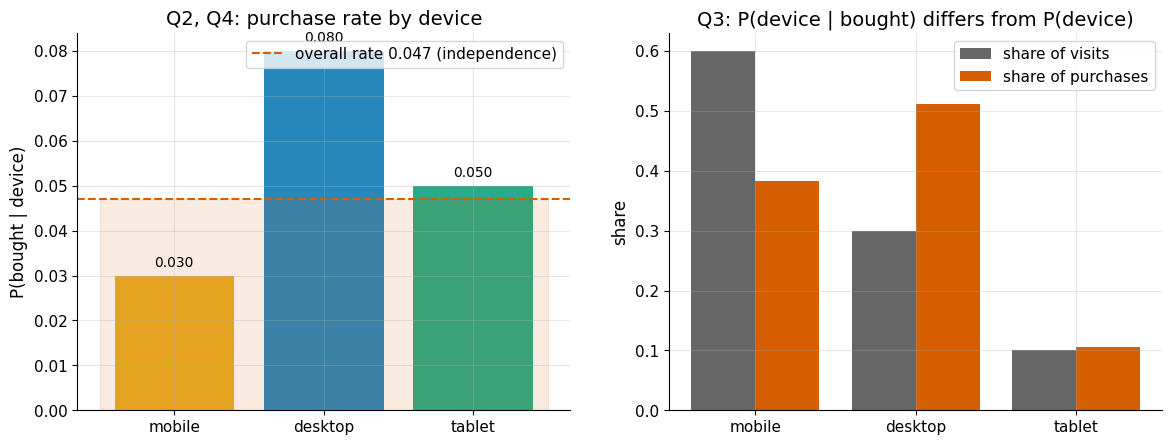 Q2, Q4: purchase rate by device
overall rate 0.047 (independence)
P(bought | device)
0.08
0.07
0.06
0.05
0.04
0.03
0.02
0.01
0.00
0.030
0.080
0.050
mobile
desktop
tablet
Q3: P(device | bought) differs from P(device)
share of visits
share of purchases
share
0.6
0.5
0.4
0.3
0.2
0.1
0.0
mobile
desktop
tablet